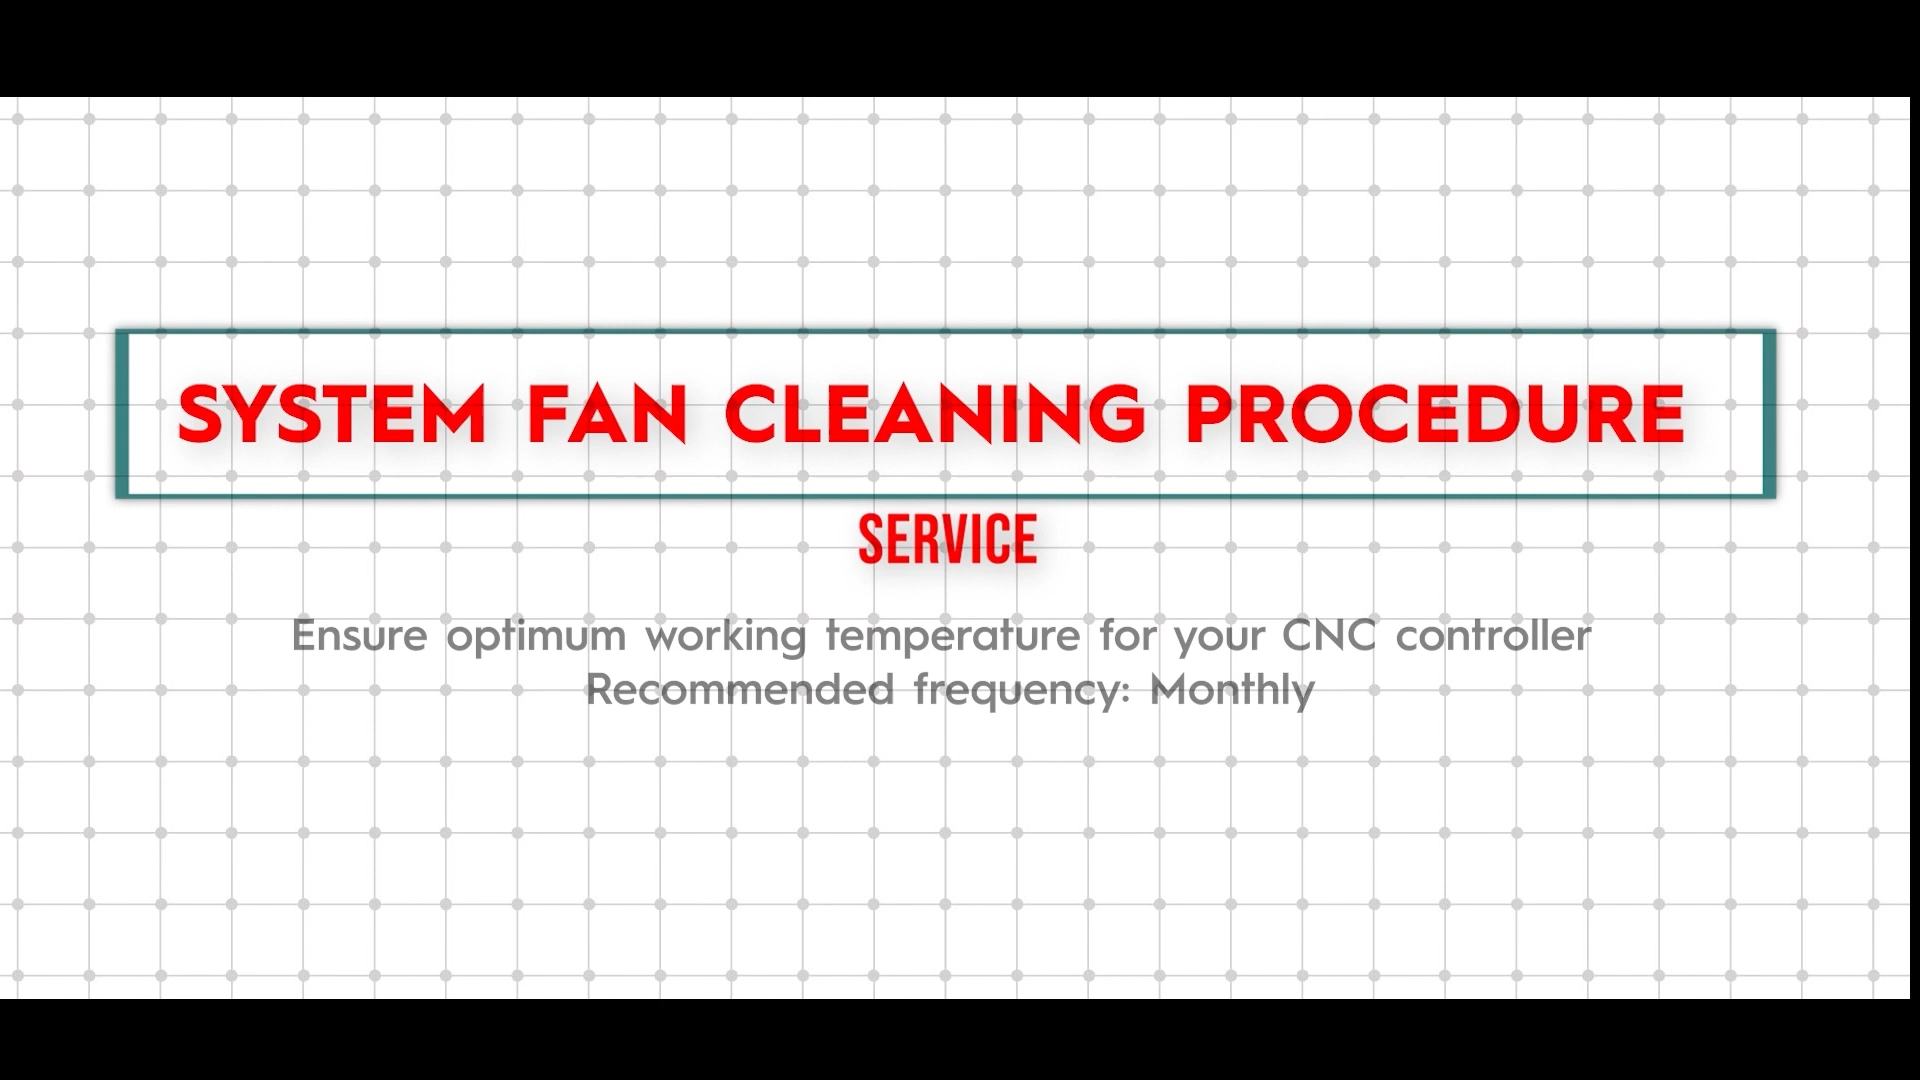 SYSTEM FAN CLEANING PROCEDURE
SERVICE
Ensure optimum working temperature for your CNC controller
Recommended frequency: Monthly